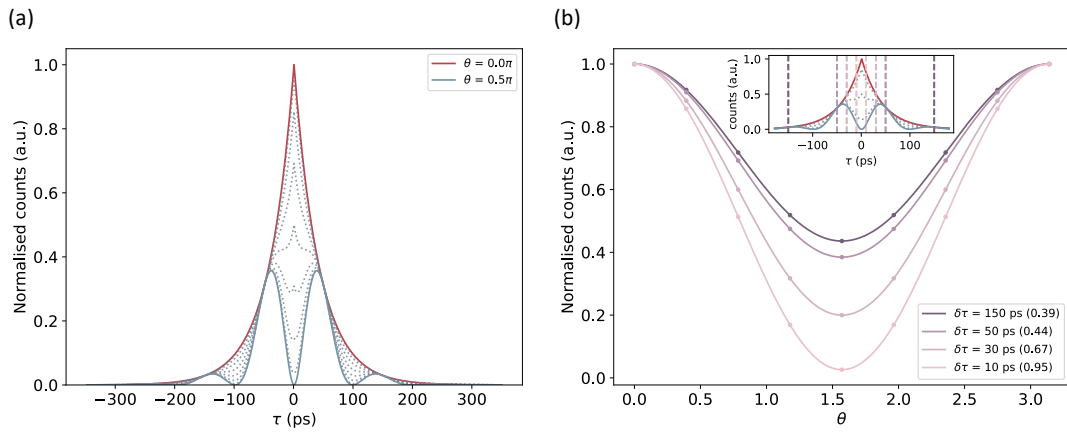 (a)
Normalised counts (a.u.)
1.0
0.8
0.6
0.4
0.2
0.0
−300 −200 −100 0 100 200 300
τ (ps)
θ = 0.0π
θ = 0.5π
(b)
Normalised counts (a.u.)
1.0
0.8
0.6
0.4
0.2
0.0
0.0 0.5 1.0 1.5 2.0 2.5 3.0
θ
counts (a.u.)
1.0
0.5
0.0
−100 0 100
τ (ps)
δτ = 150 ps (0.39)
δτ = 50 ps (0.44)
δτ = 30 ps (0.67)
δτ = 10 ps (0.95)